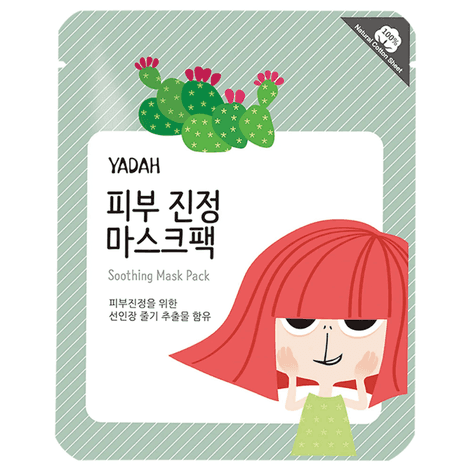 100%
Natural Cotton Sheet
YADAH
피부 진정
마스크팩
Soothing Mask Pack
피부진정을 위한
선인장 줄기 추출물 함유